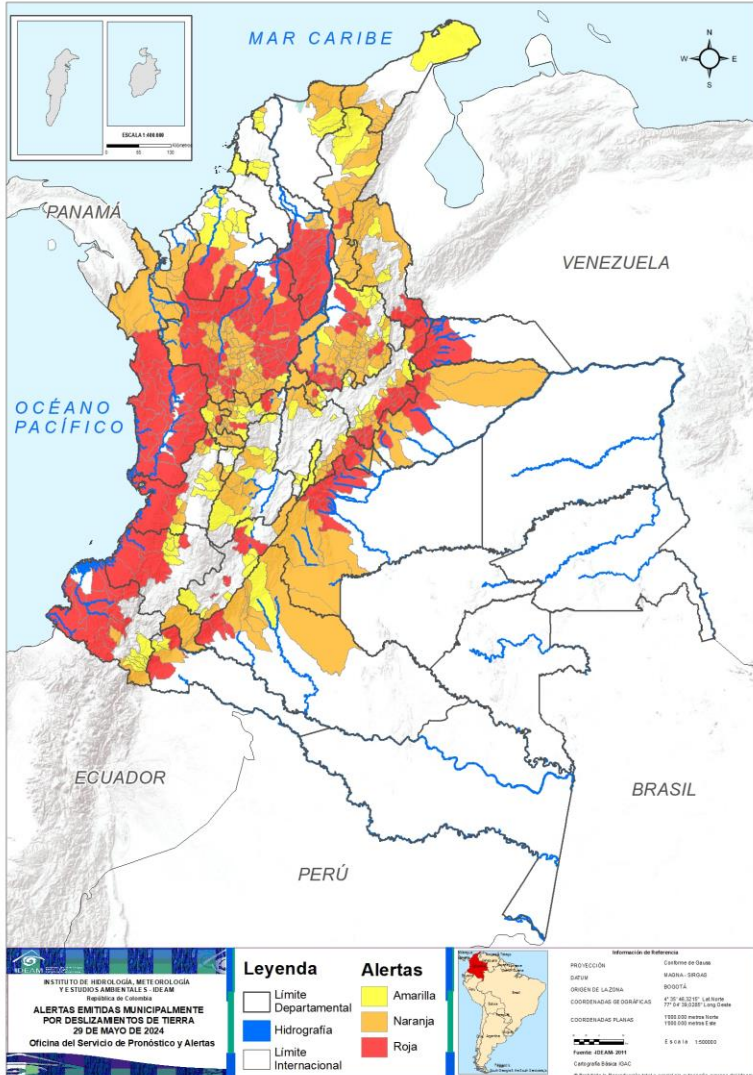 MAR CARIBE
N
W E
S
ESCALA 1:400.000
PANAMÁ
VENEZUELA
OCÉANO
PACÍFICO
ECUADOR
BRASIL
PERÚ
IDEAM
INSTITUTO DE HIDROLOGÍA, METEOROLOGÍA
Y ESTUDIOS AMBIENTALES - IDEAM
República de Colombia
ALERTAS EMITIDAS MUNICIPALMENTE
POR DESLIZAMIENTOS DE TIERRA
29 DE MAYO DE 2024
Oficina del Servicio de Pronóstico y Alertas
Leyenda
Límite
Departamental
Hidrografía
Límite
Internacional
Alertas
Amarilla
Naranja
Roja
Información de Referencia
PROYECCIÓN Conforme de Gauss
DATUM MAGNA-SIRGAS
ORIGEN DE LA ZONA BOGOTÁ
COORDENADAS GEOGRÁFICAS
COORDENADAS PLANAS 1'000.000 metros Norte
1'000.000 metros Este
Fuente: IDEAM-2011
Cartografía Básica: IGAC